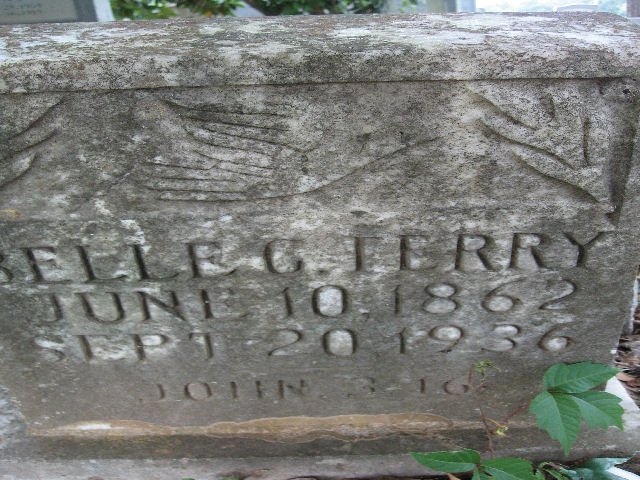 BELLE G. TERRY
JUNE 10, 1862
SEPT 20 1936
JOHN 3-16